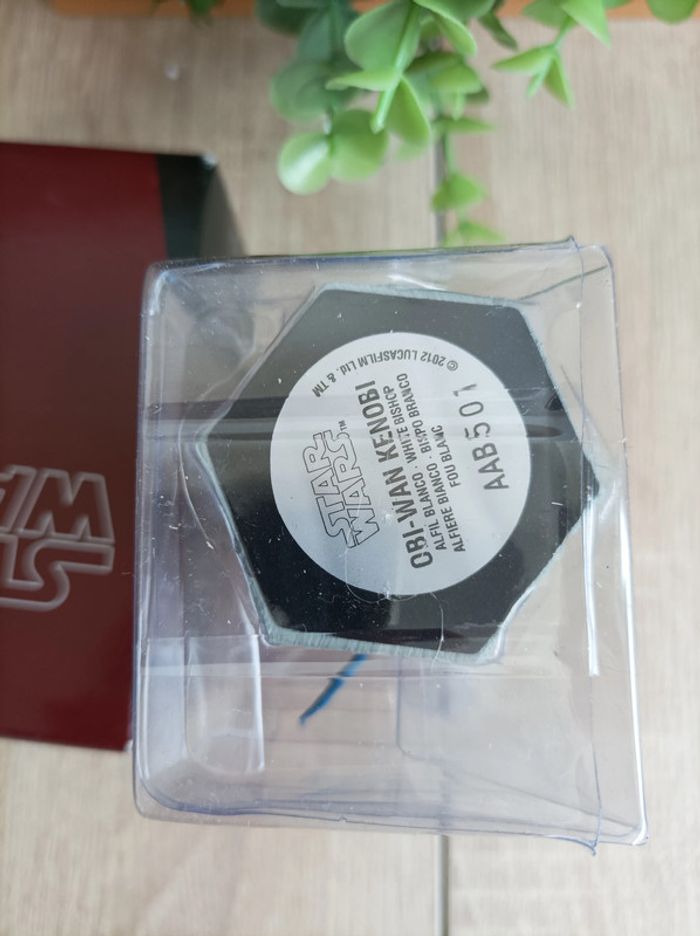 © 2012 LUCASFILM Ltd. & TM
STAR
WARS™
OBI-WAN KENOBI
ALFIL BLANCO · WHITE BISHOP
ALFIERE BIANCO · BISPO BRANCO
FOU BLANC
AAB501